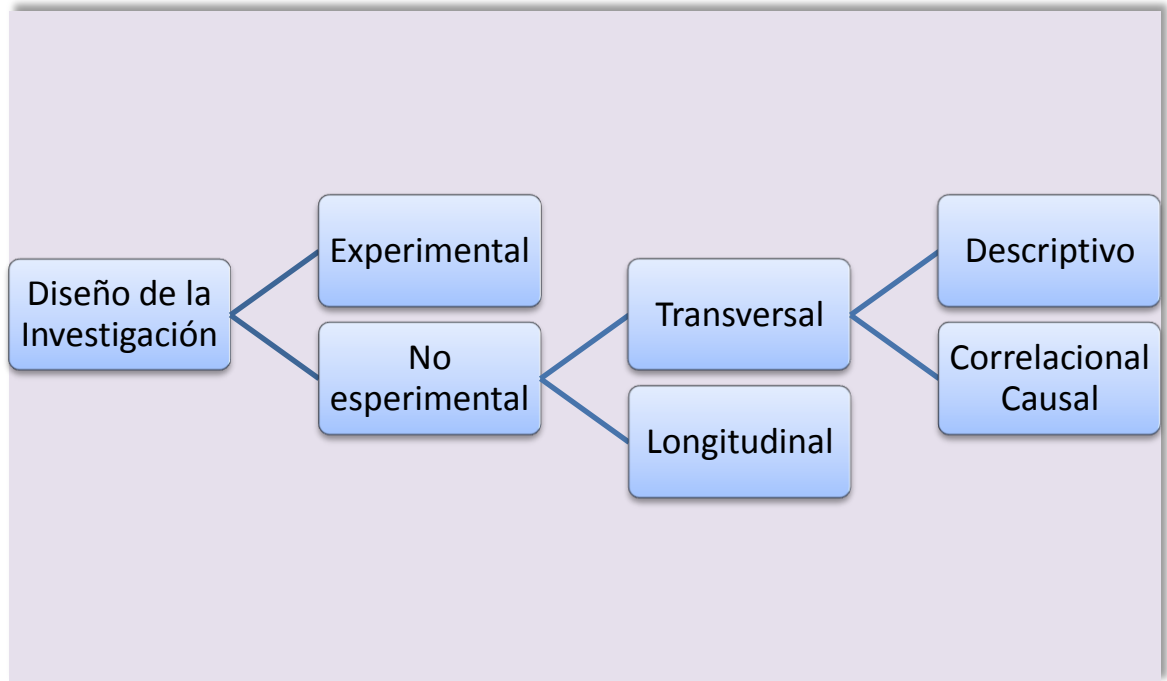 Diseño de la
Investigación
Experimental
No
esperimental
Transversal
Longitudinal
Descriptivo
Correlacional
Causal